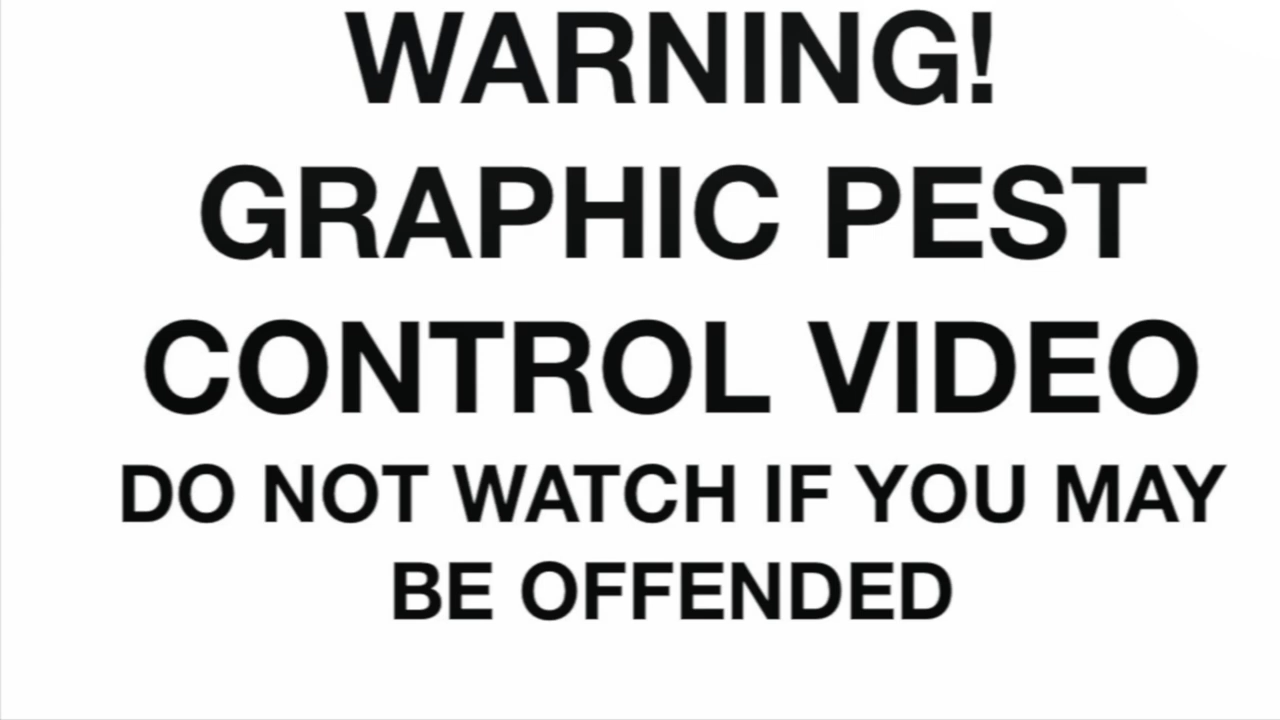 WARNING!
GRAPHIC PEST
CONTROL VIDEO
DO NOT WATCH IF YOU MAY
BE OFFENDED